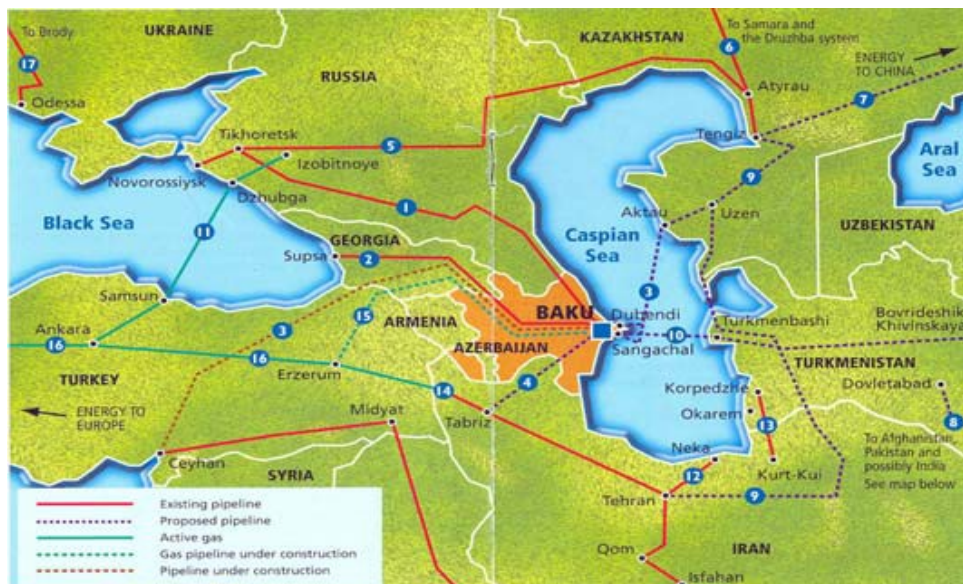 To Brody
UKRAINE
17
Odessa
RUSSIA
KAZAKHSTAN
To Samara and
the Druzhba system
6
ENERGY
TO CHINA
Atyrau
7
Tengiz
Aral
Sea
Tikhoretsk
5
Izobitnoye
Novorossiysk
Dzhubga
9
1
Aktau
Uzen
UZBEKISTAN
Black Sea
11
GEORGIA
Supsa
2
Caspian
Sea
Samsun
3
3
15
ARMENIA
BAKU
Dubendi
Turkmenbashi
Bovrideshik
Khivinskaya
Ankara
16
16
Erzerum
AZERBAIJAN
Sangachal
10
TURKMENISTAN
TURKEY
14
4
Tabriz
Korpedzhe
Dovletabad
ENERGY TO
EUROPE
Midyat
Okarem
13
8
Ceyhan
Neka
To Afghanistan,
Pakistan and
possibly India
See map below
SYRIA
12
Kurt-Kui
Tehran
9
Qom
IRAN
Isfahan
Existing pipeline
Proposed pipeline
Active gas
Gas pipeline under construction
Pipeline under construction